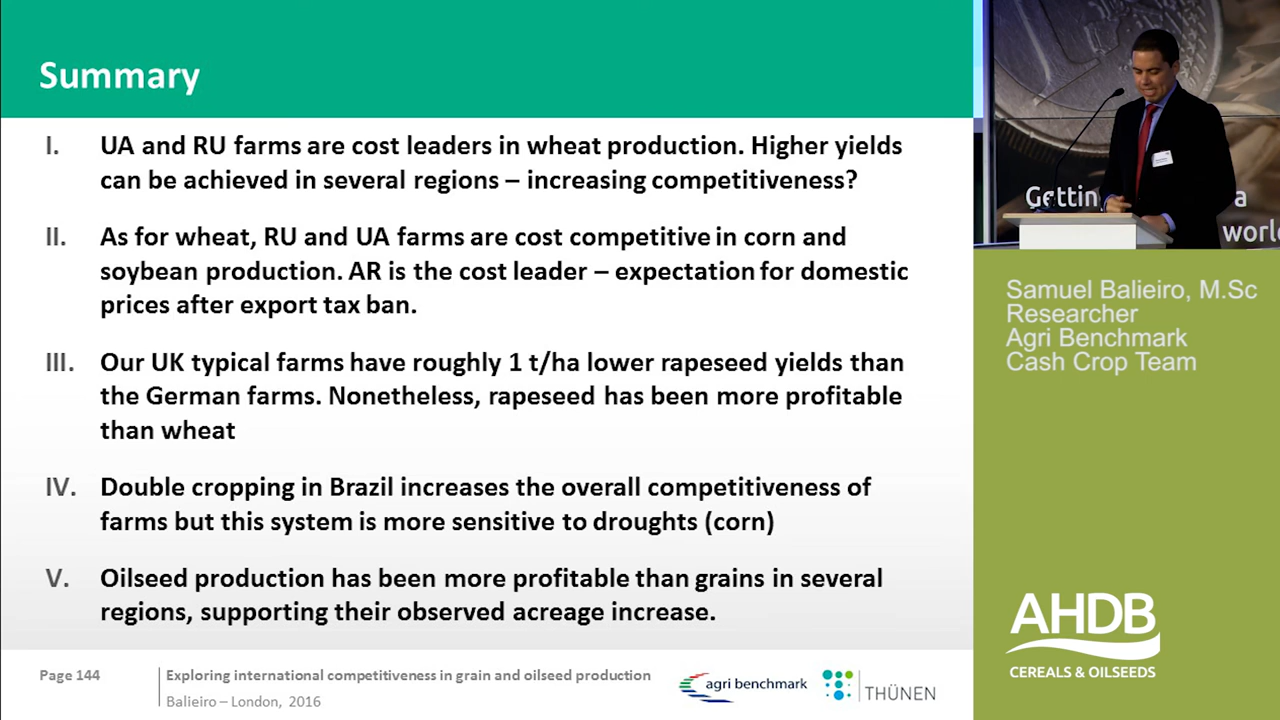 Summary
I. UA and RU farms are cost leaders in wheat production. Higher yields
can be achieved in several regions – increasing competitiveness?
II. As for wheat, RU and UA farms are cost competitive in corn and
soybean production. AR is the cost leader – expectation for domestic
prices after export tax ban.
III. Our UK typical farms have roughly 1 t/ha lower rapeseed yields than
the German farms. Nonetheless, rapeseed has been more profitable
than wheat
IV. Double cropping in Brazil increases the overall competitiveness of
farms but this system is more sensitive to droughts (corn)
V. Oilseed production has been more profitable than grains in several
regions, supporting their observed acreage increase.
Page 144
Exploring international competitiveness in grain and oilseed production
Balieiro – London, 2016
agri benchmark
THÜNEN
Gettin a
world
Samuel Balieiro, M.Sc
Researcher
Agri Benchmark
Cash Crop Team
AHDB
CEREALS & OILSEEDS